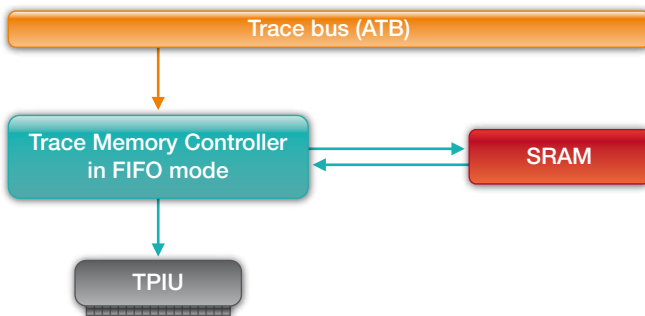 Trace bus (ATB)
Trace Memory Controller
in FIFO mode
SRAM
TPIU